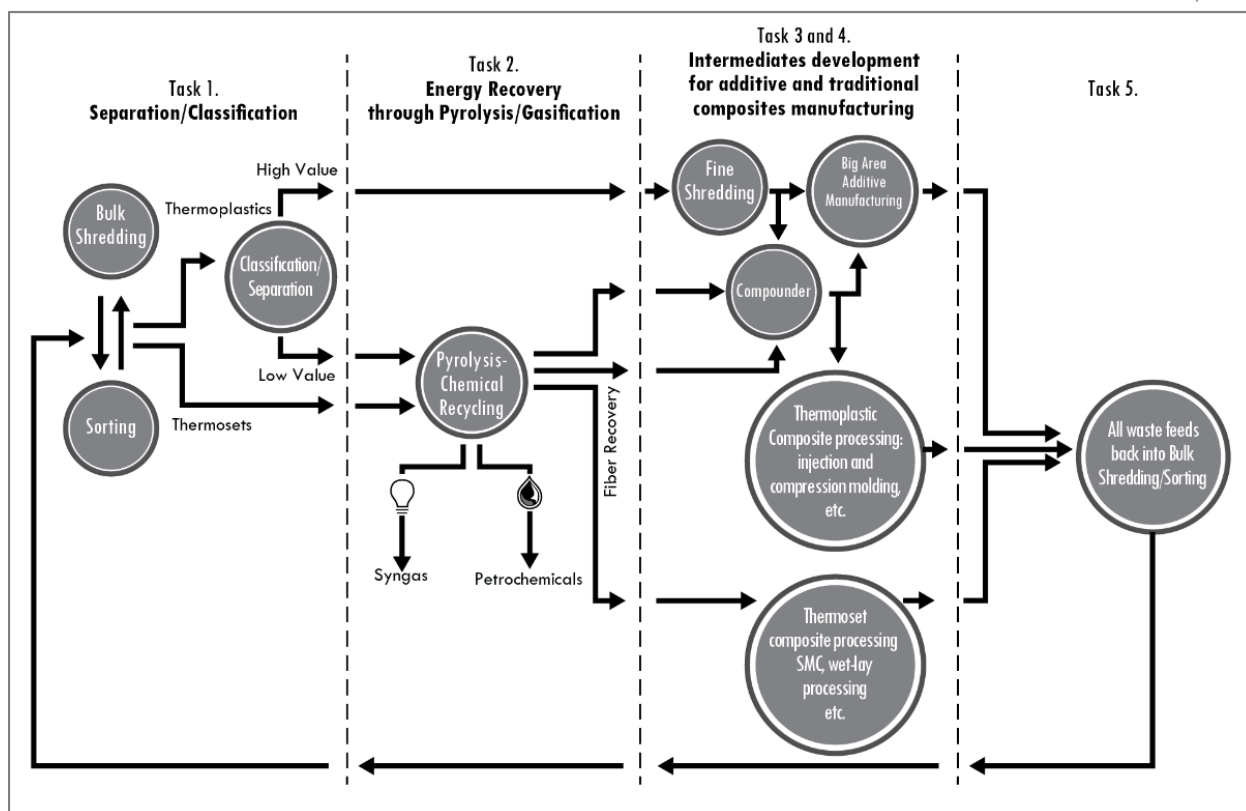 Task 1.
Separation/Classification
Task 2.
Energy Recovery
through Pyrolysis/Gasification
Task 3 and 4.
Intermediates development
for additive and traditional
composites manufacturing
Task 5.
Bulk
Shredding
Sorting
Thermoplastics
High Value
Classification/
Separation
Low Value
Thermosets
Pyrolysis-
Chemical
Recycling
Syngas
Petrochemicals
Fiber Recovery
Fine
Shredding
Big Area
Additive
Manufacturing
Compounder
Thermoplastic
Composite processing:
injection and
compression molding,
etc.
Thermoset
composite processing
SMC, wet-lay
processing
etc.
All waste feeds
back into Bulk
Shredding/Sorting